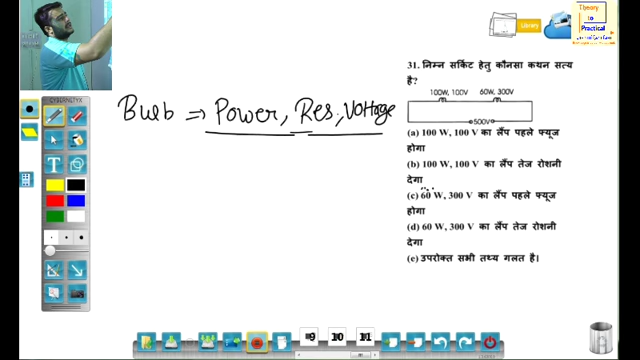 Theory
to
Practical
Library
31. निम्न सर्किट हेतु कौनसा कथन सत्य
है?
100W, 100V 60W, 300V
500V
(a) 100 W, 100 V का लैंप पहले फ्यूज
होगा
(b) 100 W, 100 V का लैंप तेज रोशनी
देगा
(c) 60 W, 300 V का लैंप पहले फ्यूज
होगा
(d) 60 W, 300 V का लैंप तेज रोशनी
देगा
(e) उपरोक्त सभी तथ्य गलत है।
Bulb ⇒ Power, Res, Voltage
9 10 11